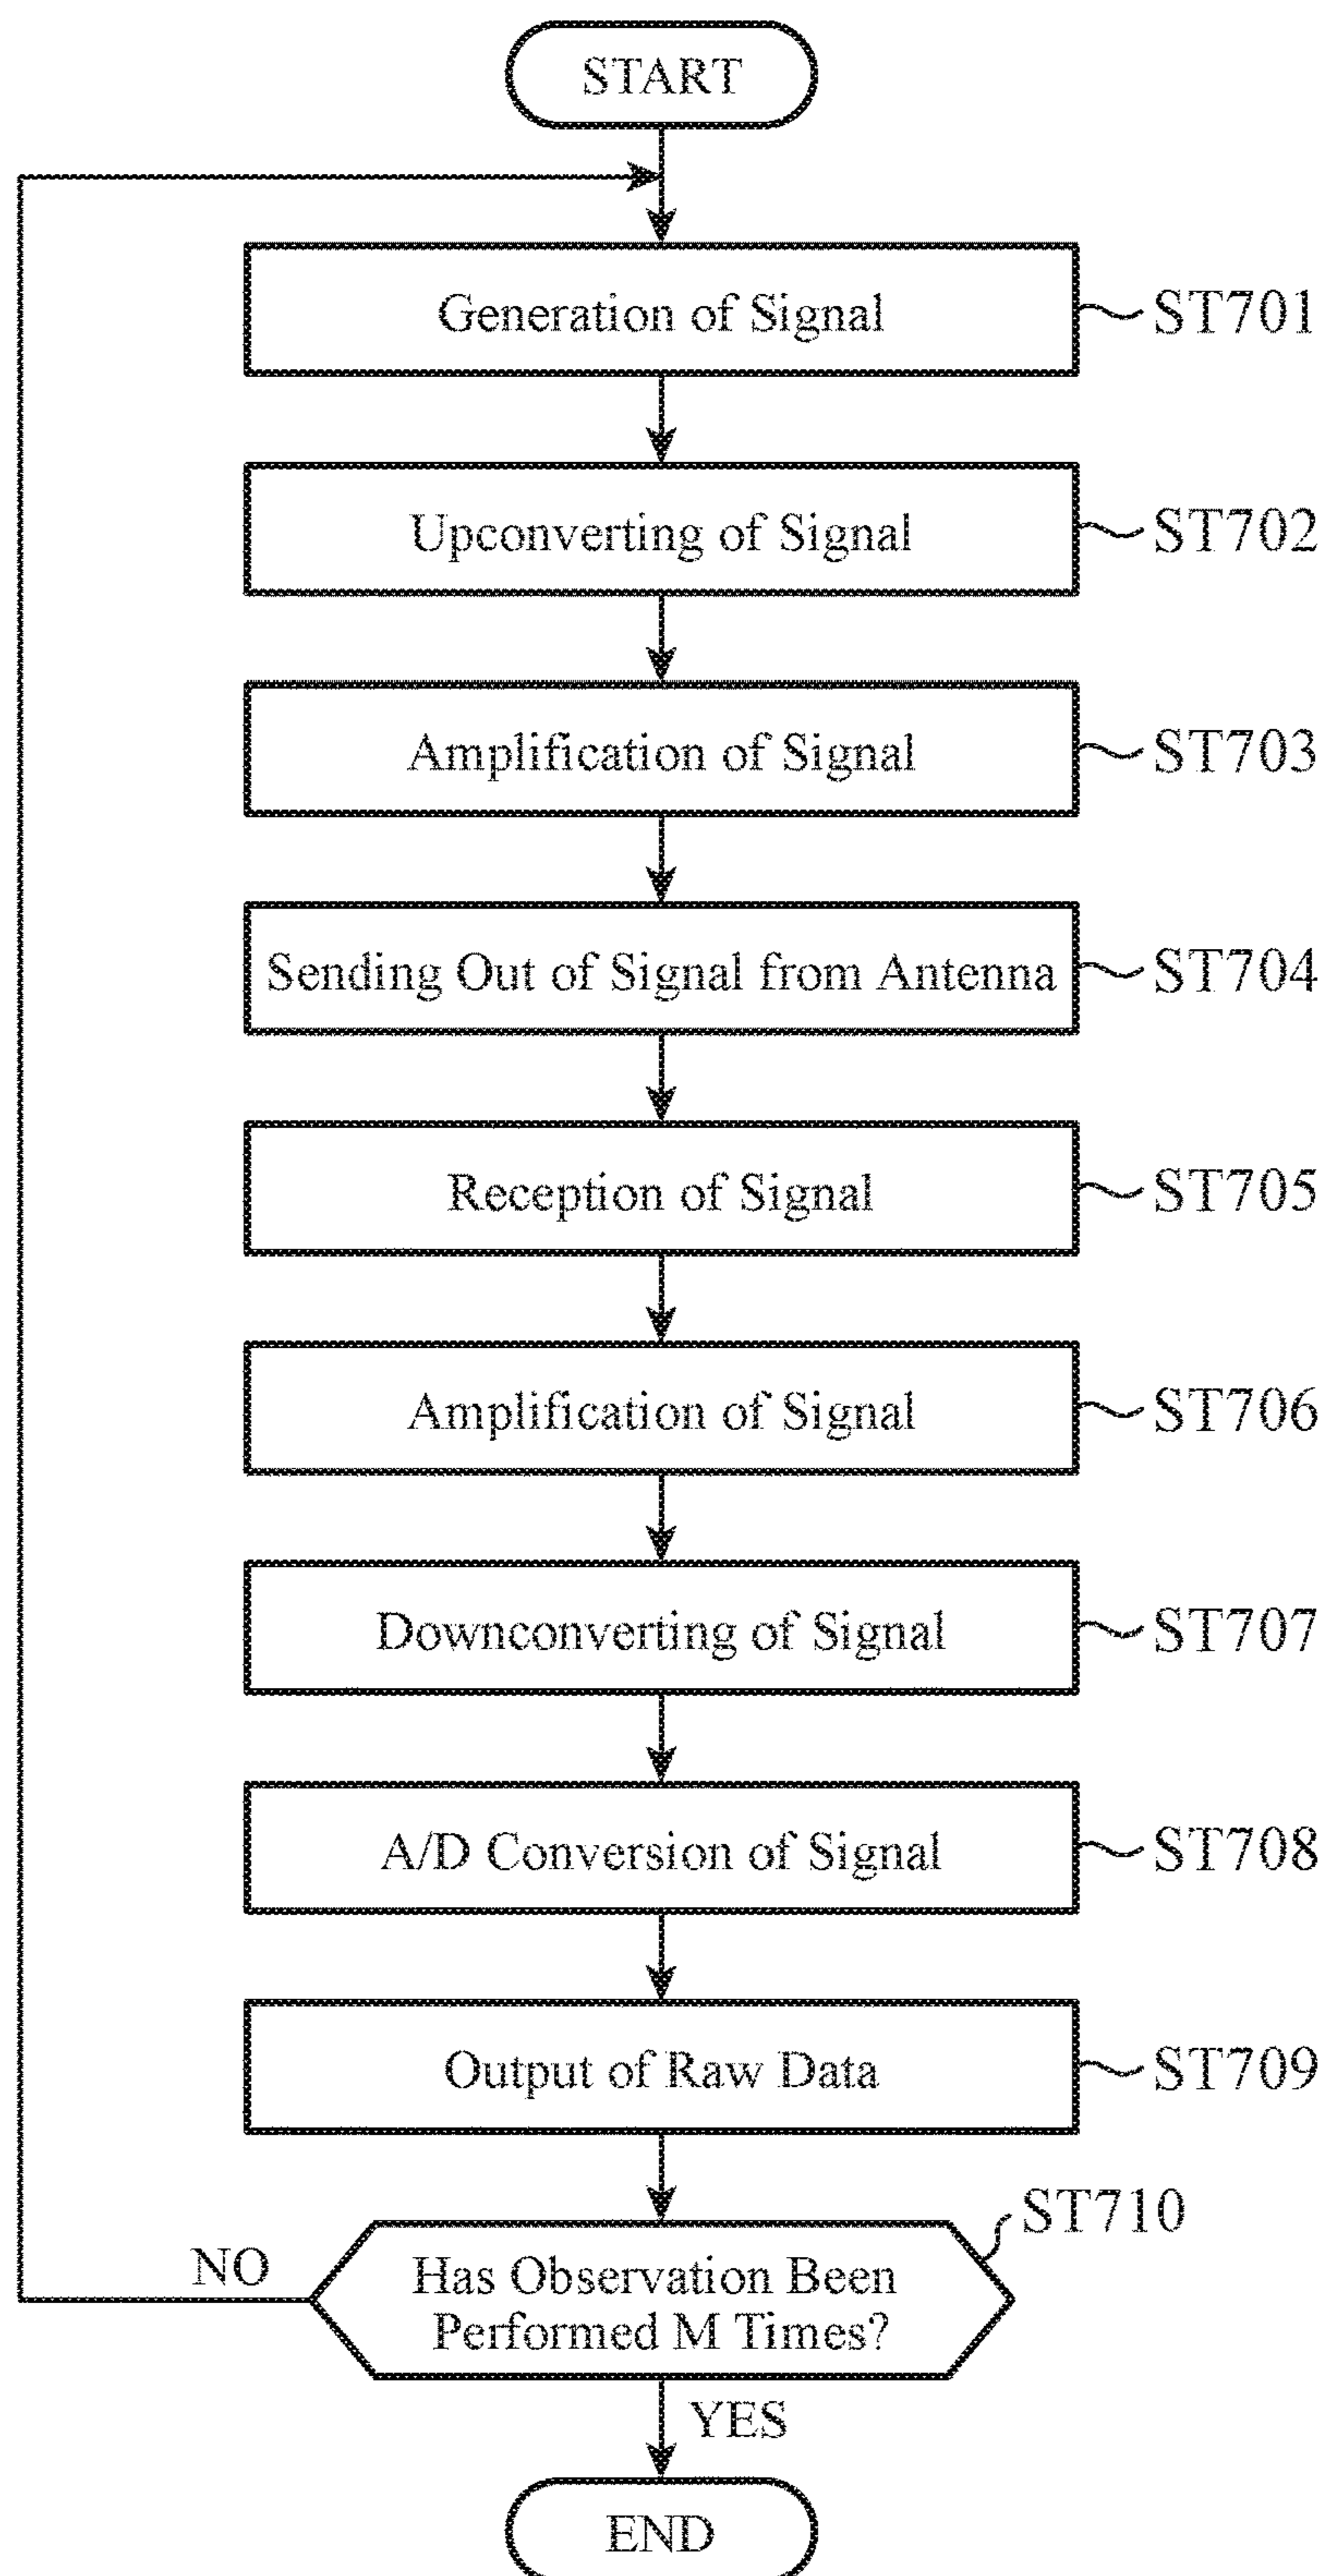 START
Generation of Signal
ST701
Upconverting of Signal
ST702
Amplification of Signal
ST703
Sending Out of Signal from Antenna
ST704
Reception of Signal
ST705
Amplification of Signal
ST706
Downconverting of Signal
ST707
A/D Conversion of Signal
ST708
Output of Raw Data
ST709
ST710
NO
Has Observation Been
Performed M Times?
YES
END